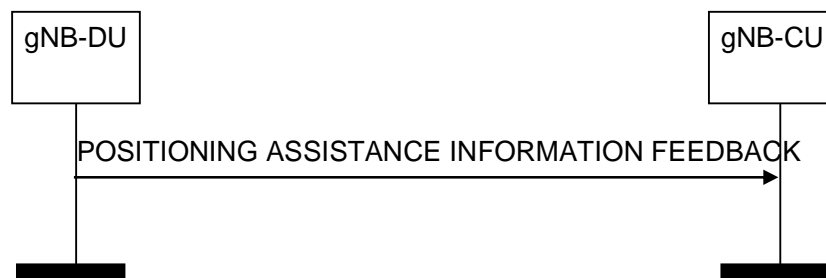 gNB-DU
gNB-CU
POSITIONING ASSISTANCE INFORMATION FEEDBACK